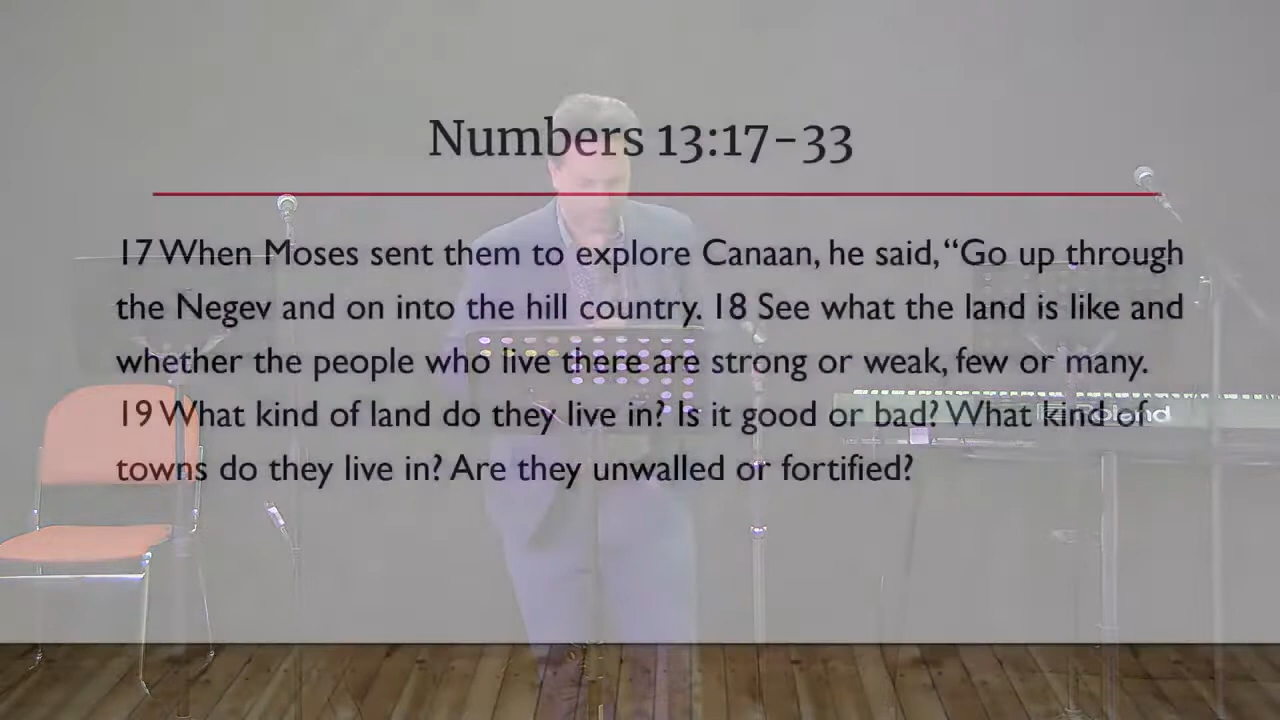 Numbers 13:17-33
17 When Moses sent them to explore Canaan, he said, “Go up through
the Negev and on into the hill country. 18 See what the land is like and
whether the people who live there are strong or weak, few or many.
19 What kind of land do they live in? Is it good or bad? What kind of
towns do they live in? Are they unwalled or fortified?
Roland